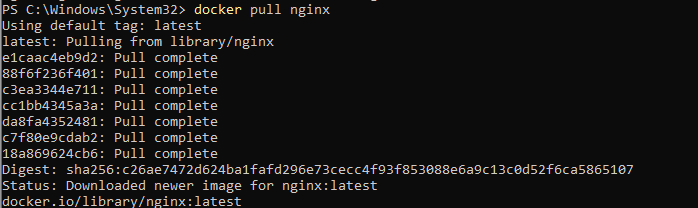 PS C:\Windows\System32> docker pull nginx
Using default tag: latest
latest: Pulling from library/nginx
e1caac4eb9d2: Pull complete
88f6f236f401: Pull complete
c3ea3344e711: Pull complete
cc1bb4345a3a: Pull complete
da8fa4352481: Pull complete
c7f80e9cdab2: Pull complete
18a869624cb6: Pull complete
Digest: sha256:c26ae7472d624ba1fafd296e73cecc4f93f853088e6a9c13c0d52f6ca5865107
Status: Downloaded newer image for nginx:latest
docker.io/library/nginx:latest